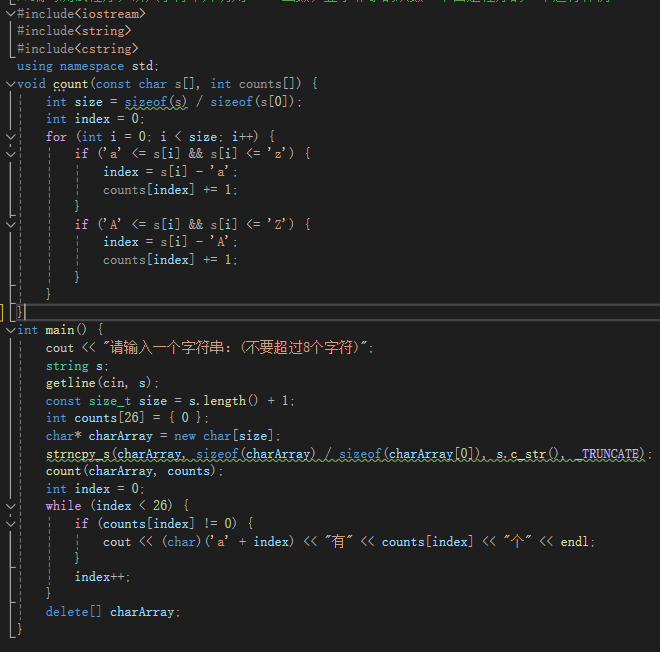 #include<iostream>
#include<string>
#include<cstring>
using namespace std;
void count(const char s[], int counts[]) {
int size = sizeof(s) / sizeof(s[0]);
int index = 0;
for (int i = 0; i < size; i++) {
if ('a' <= s[i] && s[i] <= 'z') {
index = s[i] - 'a';
counts[index] += 1;
}
if ('A' <= s[i] && s[i] <= 'Z') {
index = s[i] - 'A';
counts[index] += 1;
}
}
}
int main() {
cout << "请输入一个字符串：(不要超过8个字符)";
string s;
getline(cin, s);
const size_t size = s.length() + 1;
int counts[26] = { 0 };
char* charArray = new char[size];
strncpy_s(charArray, sizeof(charArray) / sizeof(charArray[0]), s.c_str(), _TRUNCATE);
count(charArray, counts);
int index = 0;
while (index < 26) {
if (counts[index] != 0) {
cout << (char)('a' + index) << "有" << counts[index] << "个" << endl;
}
index++;
}
delete[] charArray;
}